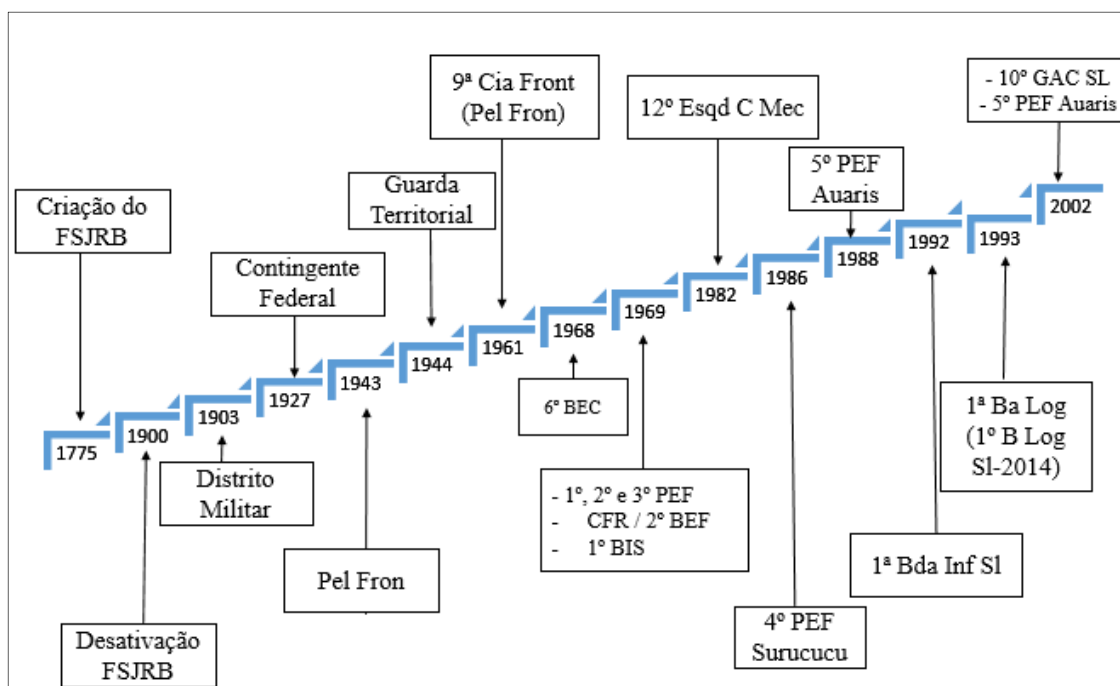 Criação do
FSJRB
1775
Desativação
FSJRB
1900
Distrito
Militar
1903
Contingente
Federal
1927
Pel Fron
1943
Guarda
Territorial
1944
9ª Cia Front
(Pel Fron)
1961
6º BEC
1968
- 1º, 2º e 3º PEF
- CFR / 2º BEF
- 1º BIS
1969
12º Esqd C Mec
1982
4º PEF
Surucucu
1986
5º PEF
Auaris
1988
1ª Bda Inf Sl
1992
1ª Ba Log
(1º B Log
Sl-2014)
1993
- 10º GAC SL
- 5º PEF Auaris
2002